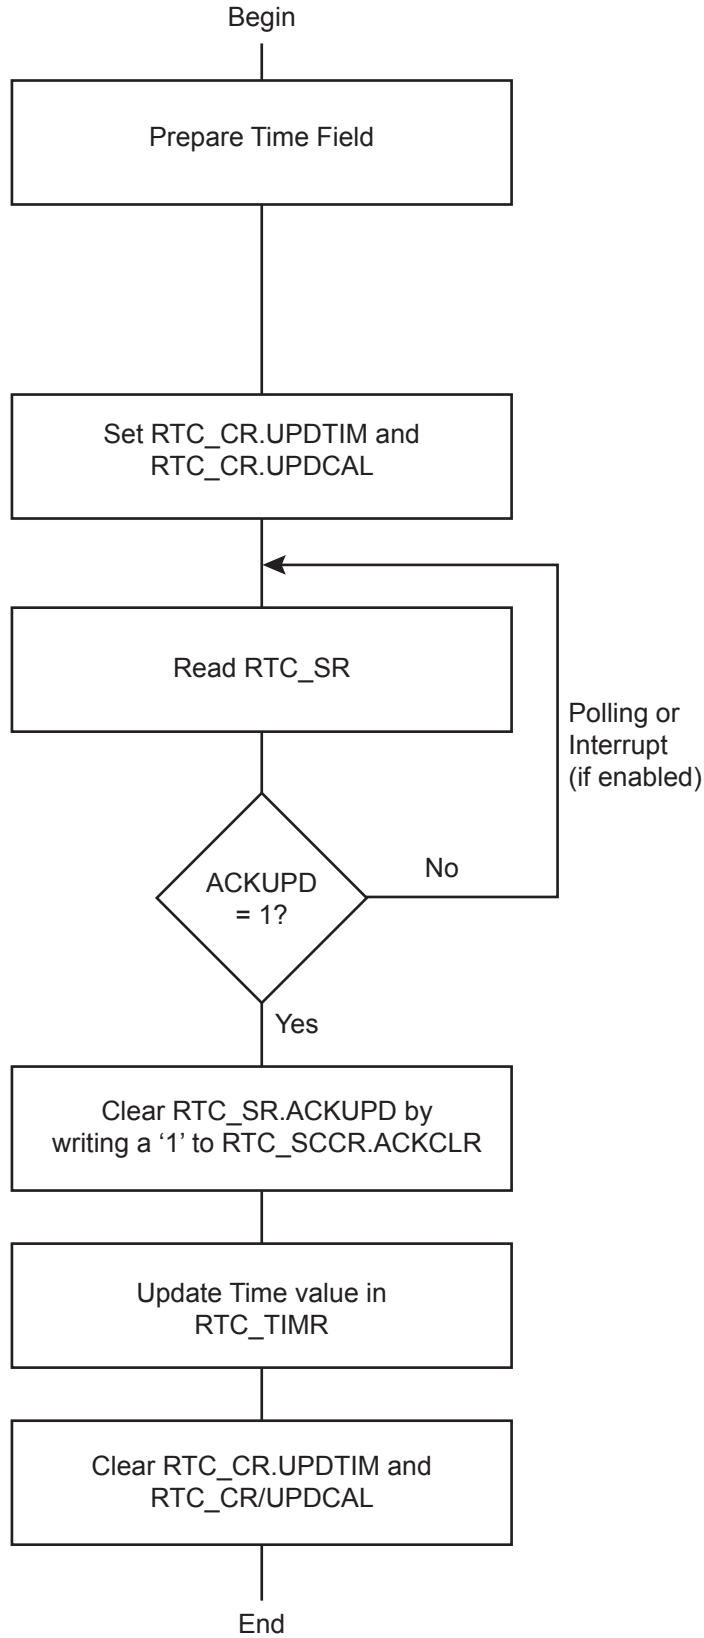 Begin
Prepare Time Field
Set RTC_CR.UPDTIM and
RTC_CR.UPDCAL
Read RTC_SR
Polling or
Interrupt
(if enabled)
No
ACKUPD
= 1?
Yes
Clear RTC_SR.ACKUPD by
writing a ‘1’ to RTC_SCCR.ACKCLR
Update Time value in
RTC_TIMR
Clear RTC_CR.UPDTIM and
RTC_CR/UPDCAL
End